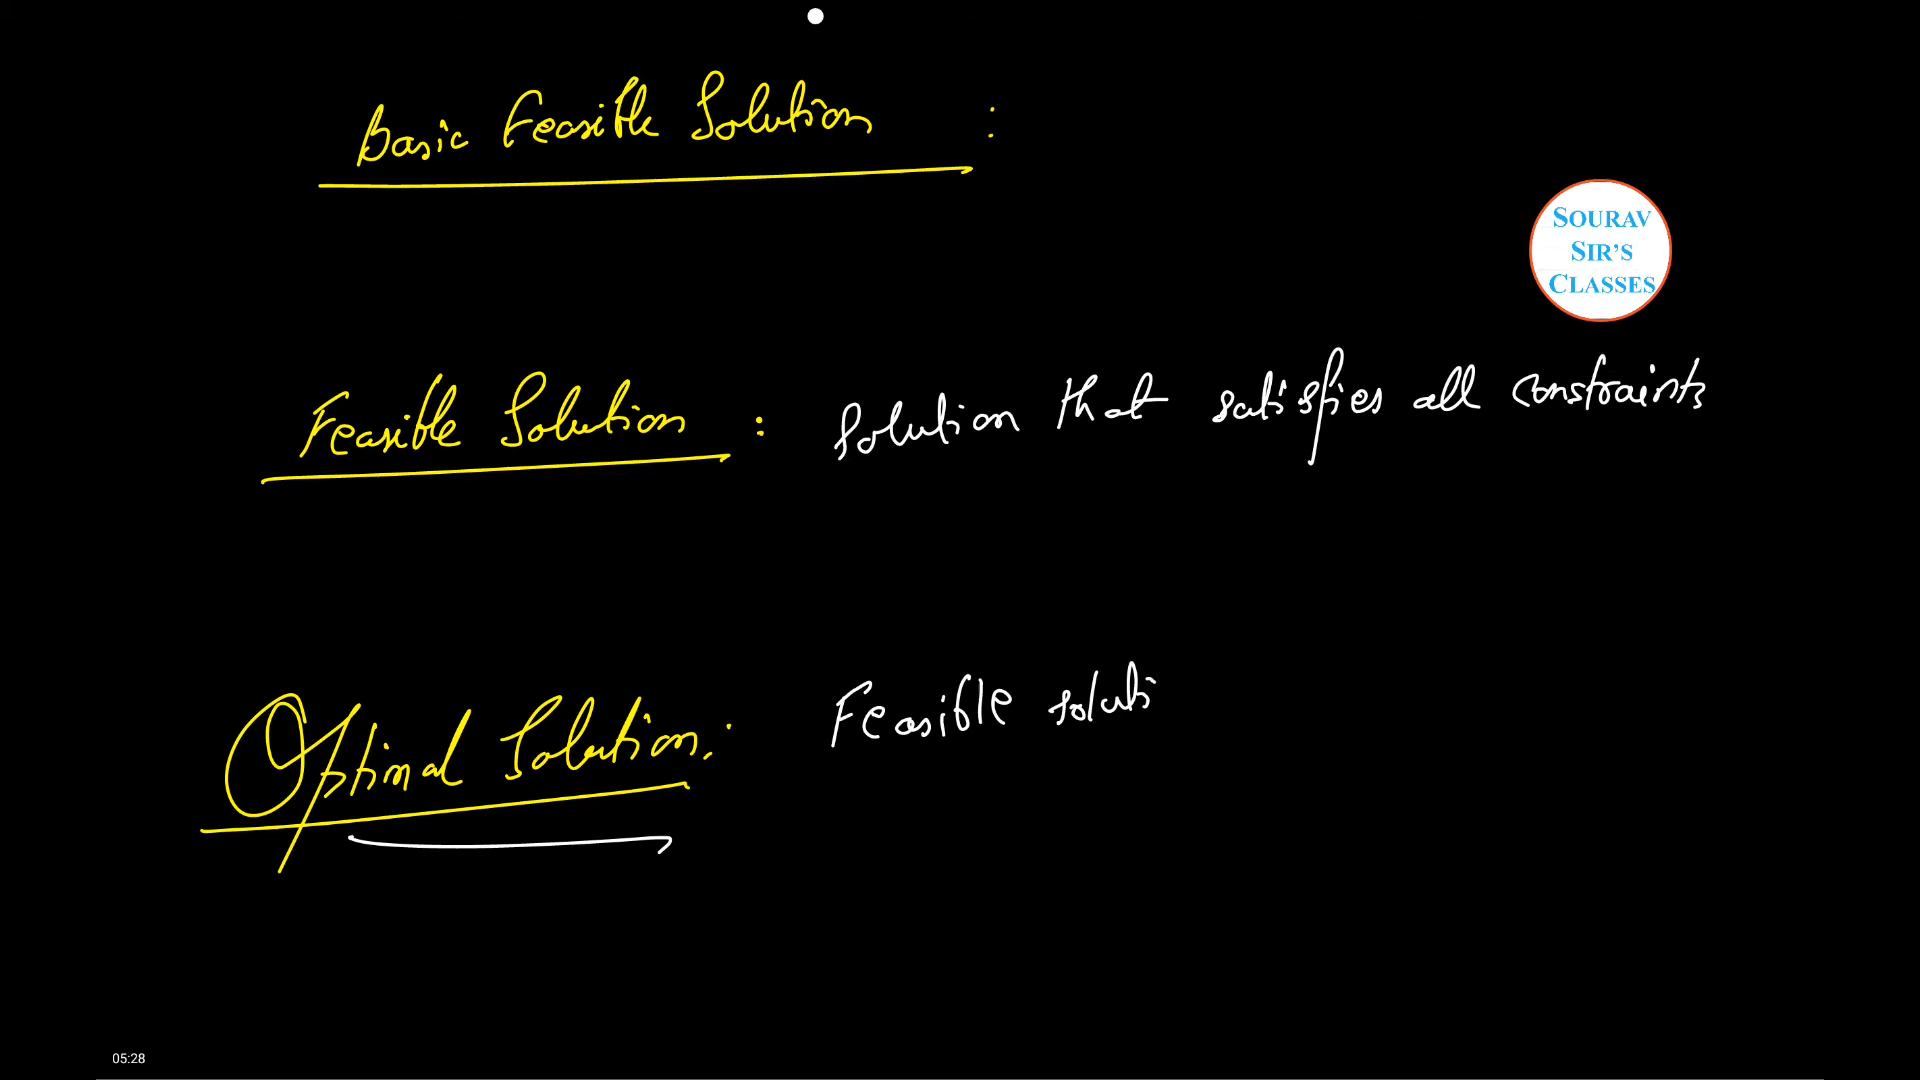 Basic Feasible Solution :
SOURAV
SIR'S
CLASSES
Feasible Solution : Solution that satisfies all constraints
Optimal Solution : Feasible soluti
05:28